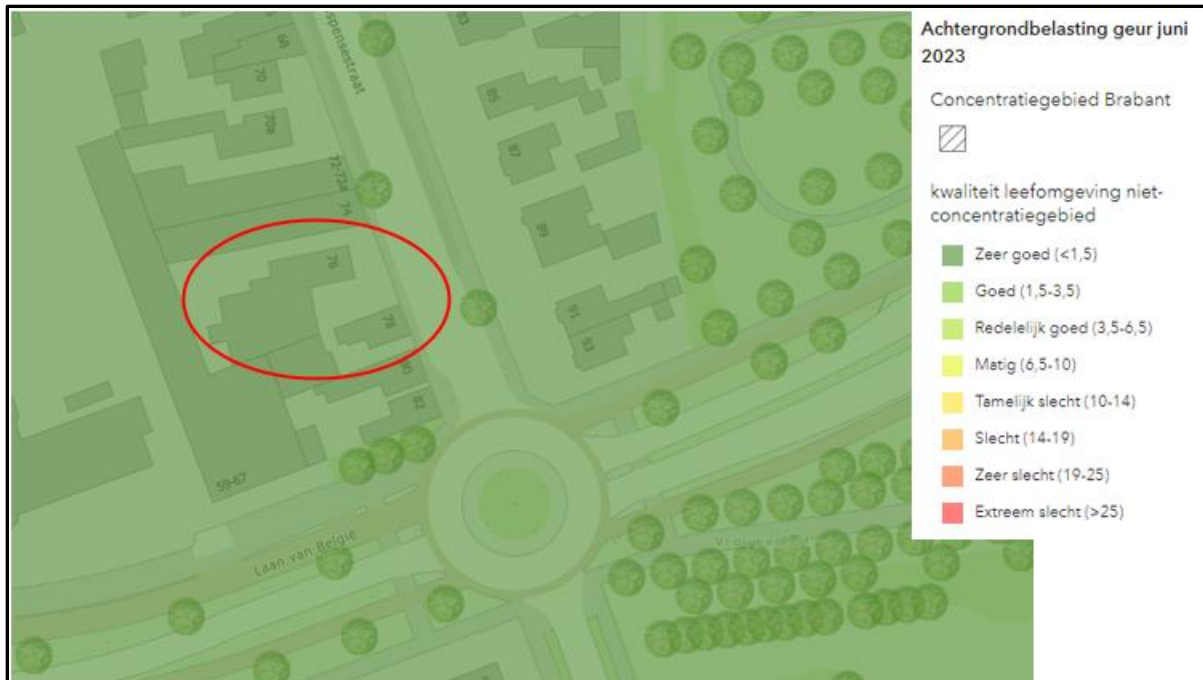 Achtergrondbelasting geur juni
2023
Concentratiegebied Brabant
kwaliteit leefomgeving niet-
concentratiegebied
Zeer goed (<1,5)
Goed (1,5-3,5)
Redelelijk goed (3,5-6,5)
Matig (6,5-10)
Tamelijk slecht (10-14)
Slecht (14-19)
Zeer slecht (19-25)
Extreem slecht (>25)
68
70
70a
72-72a
74
76
78
80
82
59-67
spensestraat
83
85
87
89
91
93
Laan van België